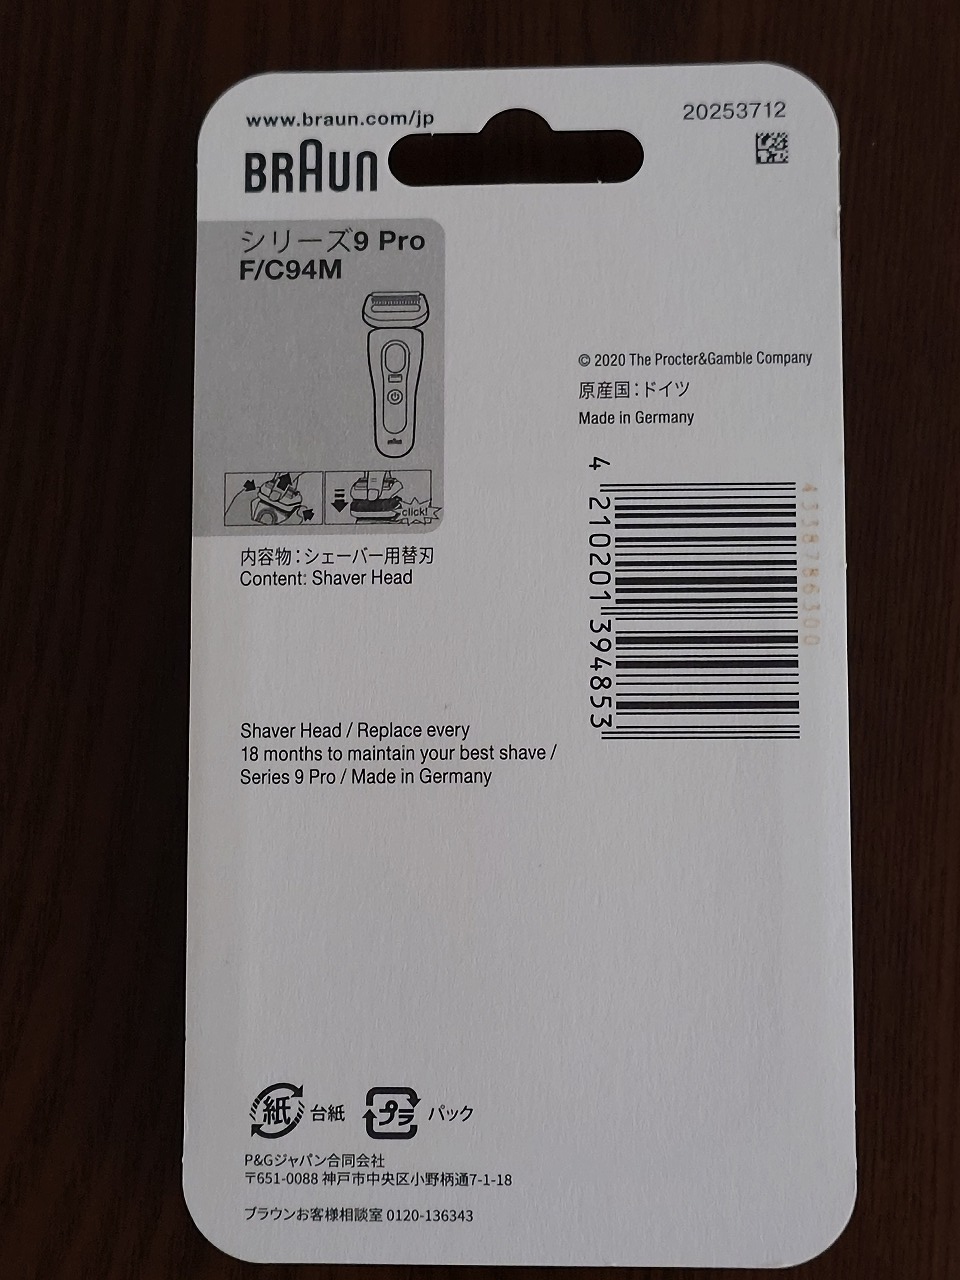 www.braun.com/jp
20253712
BRAUN
シリーズ9 Pro
F/C94M
click!
内容物：シェーバー用替刃
Content: Shaver Head
© 2020 The Procter&Gamble Company
原産国：ドイツ
Made in Germany
4 210201 394853
4338786300
Shaver Head / Replace every
18 months to maintain your best shave /
Series 9 Pro / Made in Germany
紙 台紙 プラ パック
P&Gジャパン合同会社
〒651-0088 神戸市中央区小野柄通7-1-18
ブラウンお客様相談室 0120-136343